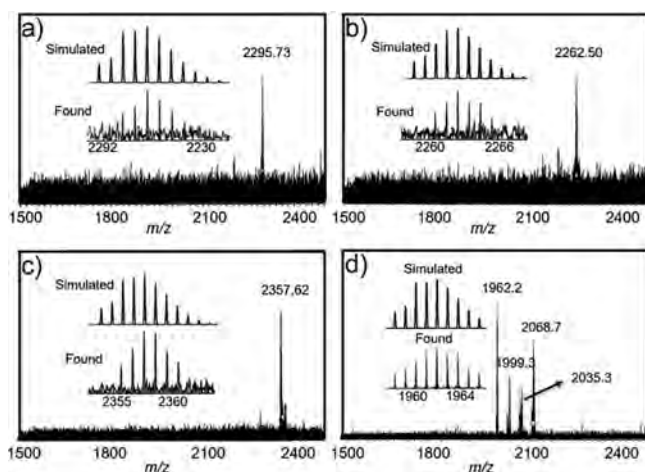 a)
Simulated
2295.73
Found
2292 2230
1500 1800 2100 2400
m/z
b)
Simulated
2262.50
Found
2260 2266
1500 1800 2100 2400
m/z
c)
Simulated
2357,62
Found
2355 2360
1500 1800 2100 2400
m/z
d)
Simulated
1962.2
2068.7
Found
1999.3
2035.3
1960 1964
1500 1800 2100 2400
m/z